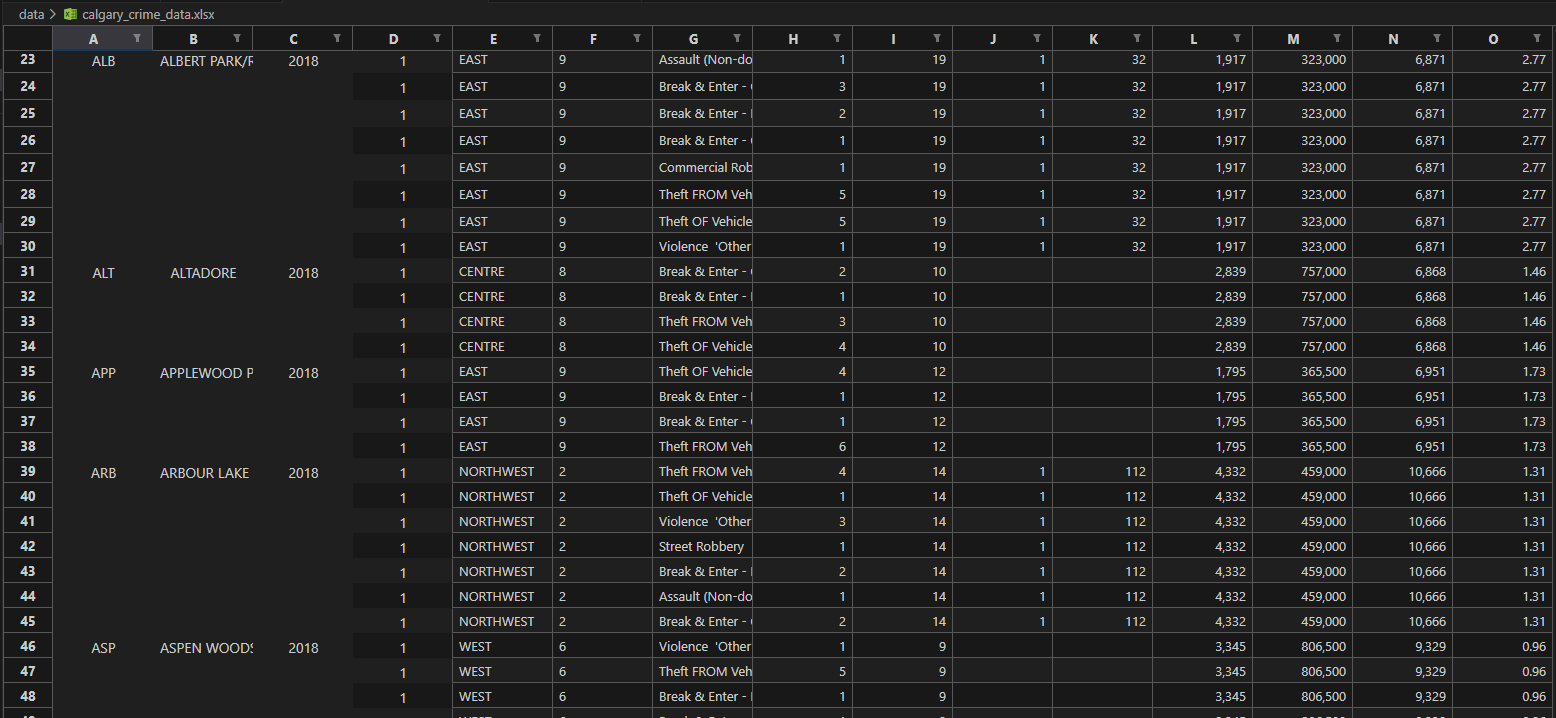 data > calgary_crime_data.xlsx
A B C D E F G H I J K L M N O
23 ALB ALBERT PARK/R 2018 1 EAST 9 Assault (Non-do 1 19 1 32 1,917 323,000 6,871 2.77
24 1 EAST 9 Break & Enter - 3 19 1 32 1,917 323,000 6,871 2.77
25 1 EAST 9 Break & Enter - 2 19 1 32 1,917 323,000 6,871 2.77
26 1 EAST 9 Break & Enter - 1 19 1 32 1,917 323,000 6,871 2.77
27 1 EAST 9 Commercial Rob 1 19 1 32 1,917 323,000 6,871 2.77
28 1 EAST 9 Theft FROM Veh 5 19 1 32 1,917 323,000 6,871 2.77
29 1 EAST 9 Theft OF Vehicle 5 19 1 32 1,917 323,000 6,871 2.77
30 1 EAST 9 Violence 'Other 1 19 1 32 1,917 323,000 6,871 2.77
31 ALT ALTADORE 2018 1 CENTRE 8 Break & Enter - 2 10 2,839 757,000 6,868 1.46
32 1 CENTRE 8 Break & Enter - 1 10 2,839 757,000 6,868 1.46
33 1 CENTRE 8 Theft FROM Veh 3 10 2,839 757,000 6,868 1.46
34 1 CENTRE 8 Theft OF Vehicle 4 10 2,839 757,000 6,868 1.46
35 APP APPLEWOOD P 2018 1 EAST 9 Theft OF Vehicle 4 12 1,795 365,500 6,951 1.73
36 1 EAST 9 Break & Enter - 1 12 1,795 365,500 6,951 1.73
37 1 EAST 9 Break & Enter - 1 12 1,795 365,500 6,951 1.73
38 1 EAST 9 Theft FROM Veh 6 12 1,795 365,500 6,951 1.73
39 ARB ARBOUR LAKE 2018 1 NORTHWEST 2 Theft FROM Veh 4 14 1 112 4,332 459,000 10,666 1.31
40 1 NORTHWEST 2 Theft OF Vehicle 1 14 1 112 4,332 459,000 10,666 1.31
41 1 NORTHWEST 2 Violence 'Other 3 14 1 112 4,332 459,000 10,666 1.31
42 1 NORTHWEST 2 Street Robbery 1 14 1 112 4,332 459,000 10,666 1.31
43 1 NORTHWEST 2 Break & Enter - 2 14 1 112 4,332 459,000 10,666 1.31
44 1 NORTHWEST 2 Assault (Non-do 1 14 1 112 4,332 459,000 10,666 1.31
45 1 NORTHWEST 2 Break & Enter - 2 14 1 112 4,332 459,000 10,666 1.31
46 ASP ASPEN WOODS 2018 1 WEST 6 Violence 'Other 1 9 3,345 806,500 9,329 0.96
47 1 WEST 6 Theft FROM Veh 5 9 3,345 806,500 9,329 0.96
48 1 WEST 6 Break & Enter - 1 9 3,345 806,500 9,329 0.96